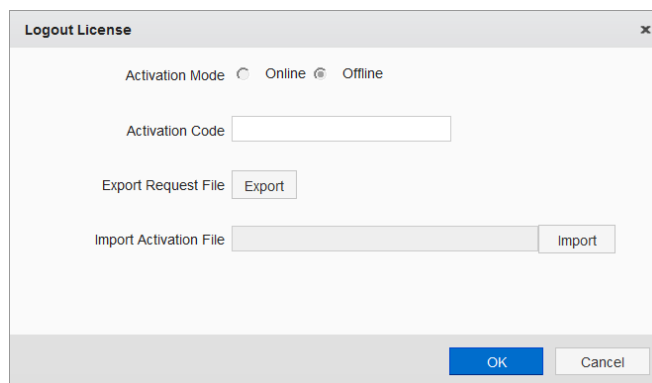 Logout License
Activation Mode Online Offline
Activation Code
Export Request File Export
Import Activation File Import
OK Cancel